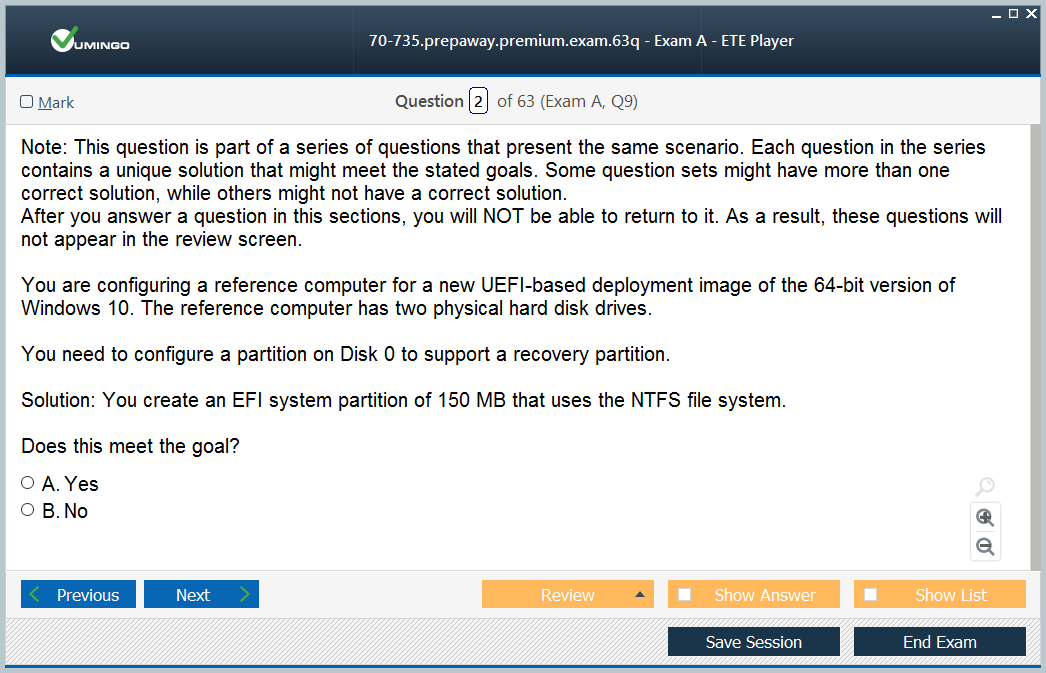 VUMINGO
70-735.prepaway.premium.exam.63q - Exam A - ETE Player
Mark
Question 2 of 63 (Exam A, Q9)
Note: This question is part of a series of questions that present the same scenario. Each question in the series
contains a unique solution that might meet the stated goals. Some question sets might have more than one
correct solution, while others might not have a correct solution.
After you answer a question in this sections, you will NOT be able to return to it. As a result, these questions will
not appear in the review screen.
You are configuring a reference computer for a new UEFI-based deployment image of the 64-bit version of
Windows 10. The reference computer has two physical hard disk drives.
You need to configure a partition on Disk 0 to support a recovery partition.
Solution: You create an EFI system partition of 150 MB that uses the NTFS file system.
Does this meet the goal?
A. Yes
B. No
Previous
Next
Review
Show Answer
Show List
Save Session
End Exam